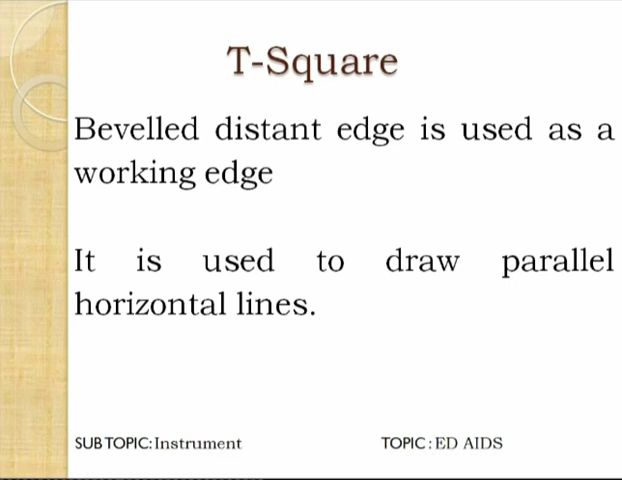 T-Square
Bevelled distant edge is used as a
working edge
It is used to draw parallel
horizontal lines.
SUB TOPIC: Instrument
TOPIC : ED AIDS